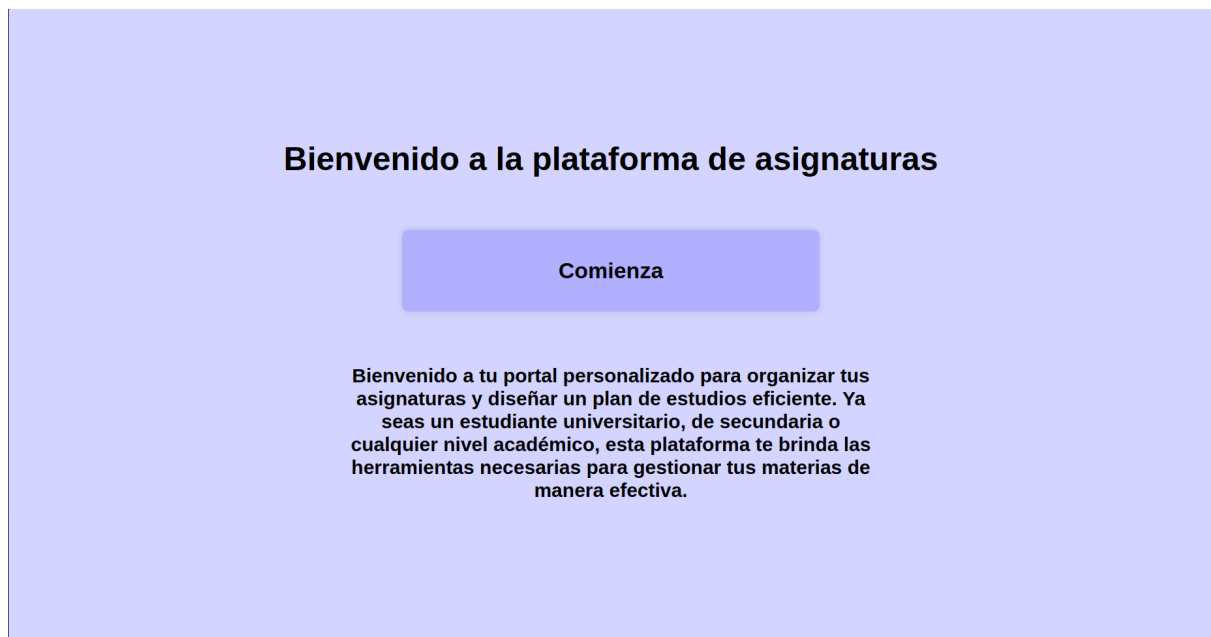 Bienvenido a la plataforma de asignaturas
Comienza
Bienvenido a tu portal personalizado para organizar tus
asignaturas y diseñar un plan de estudios eficiente. Ya
seas un estudiante universitario, de secundaria o
cualquier nivel académico, esta plataforma te brinda las
herramientas necesarias para gestionar tus materias de
manera efectiva.